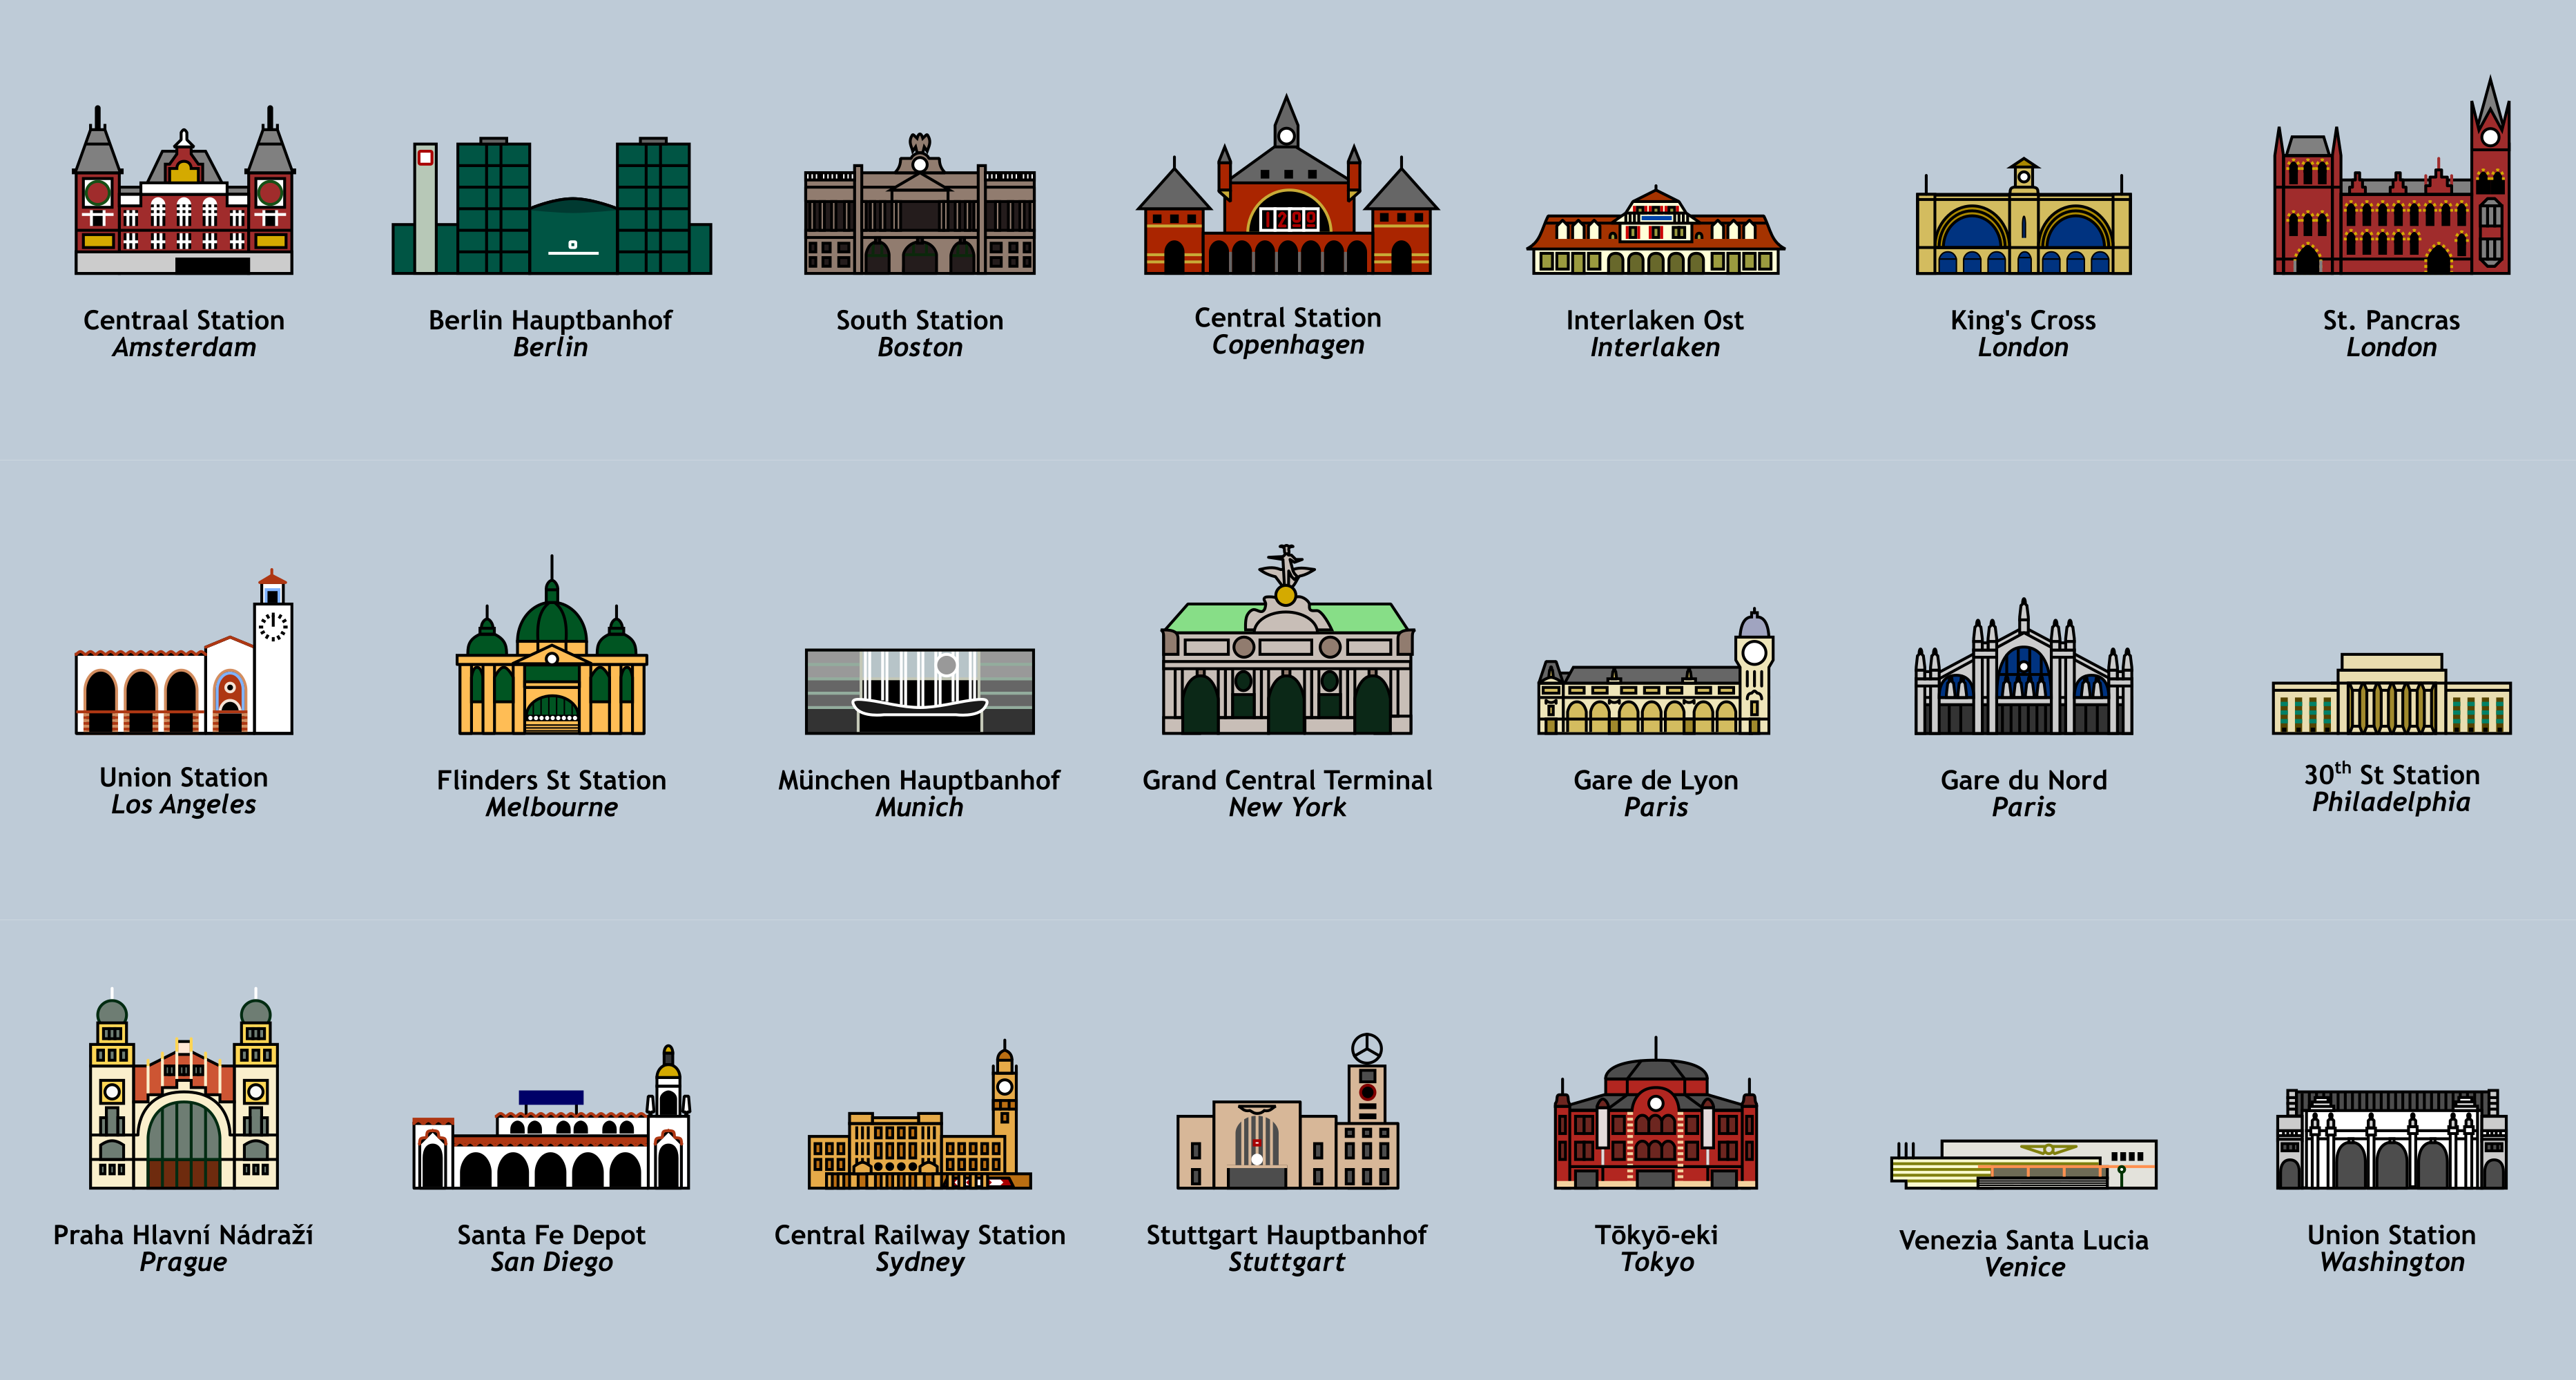 1200
Centraal Station
Amsterdam
Berlin Hauptbanhof
Berlin
South Station
Boston
Central Station
Copenhagen
Interlaken Ost
Interlaken
King's Cross
London
St. Pancras
London
Union Station
Los Angeles
Flinders St Station
Melbourne
München Hauptbanhof
Munich
Grand Central Terminal
New York
Gare de Lyon
Paris
Gare du Nord
Paris
30th St Station
Philadelphia
Praha Hlavní Nádraží
Prague
Santa Fe Depot
San Diego
Central Railway Station
Sydney
Stuttgart Hauptbanhof
Stuttgart
Tōkyō-eki
Tokyo
Venezia Santa Lucia
Venice
Union Station
Washington